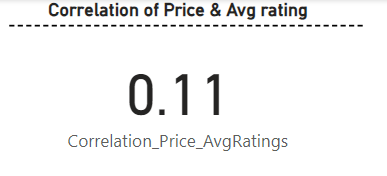 Correlation of Price & Avg rating
0.11
Correlation_Price_AvgRatings